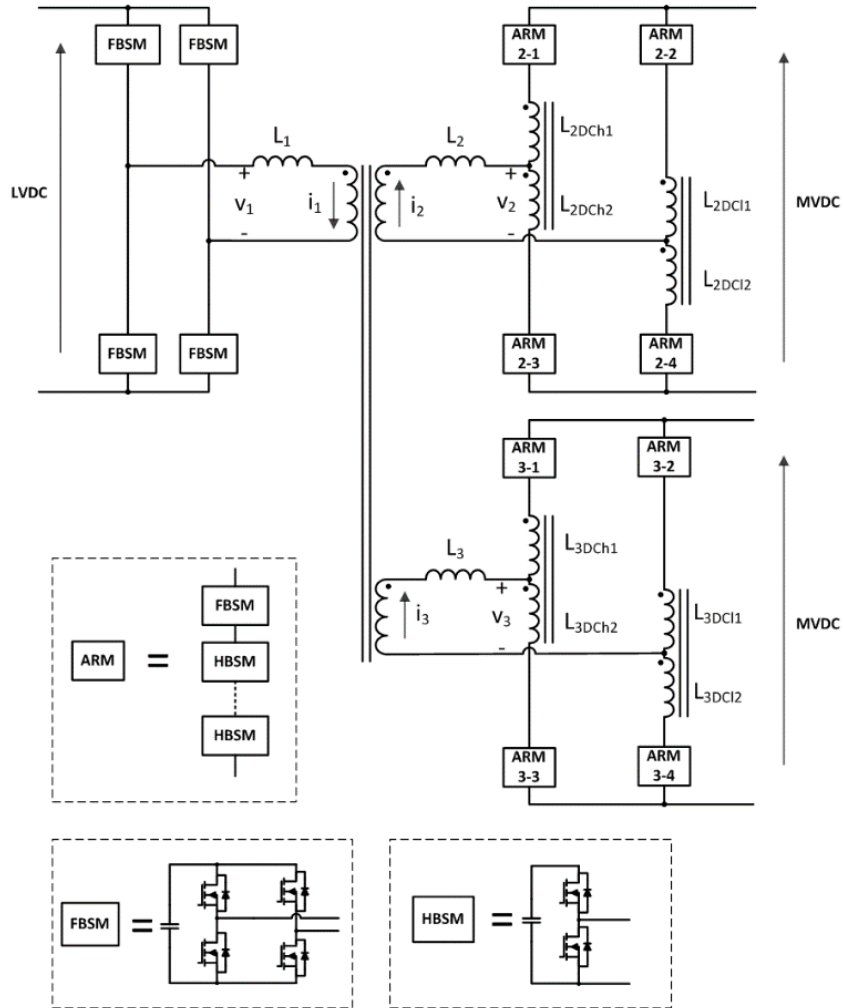 FBSM
FBSM
LVDC
FBSM
FBSM
L1
v1
+
-
i1
L2
i2
+
v2
-
ARM
2-1
ARM
2-2
L2DCh1
L2DCh2
L2DCl1
L2DCl2
MVDC
ARM
2-3
ARM
2-4
ARM
3-1
ARM
3-2
L3
i3
+
v3
-
L3DCh1
L3DCh2
L3DCl1
L3DCl2
MVDC
ARM
3-3
ARM
3-4
ARM
=
FBSM
HBSM
HBSM
FBSM
=
HBSM
=